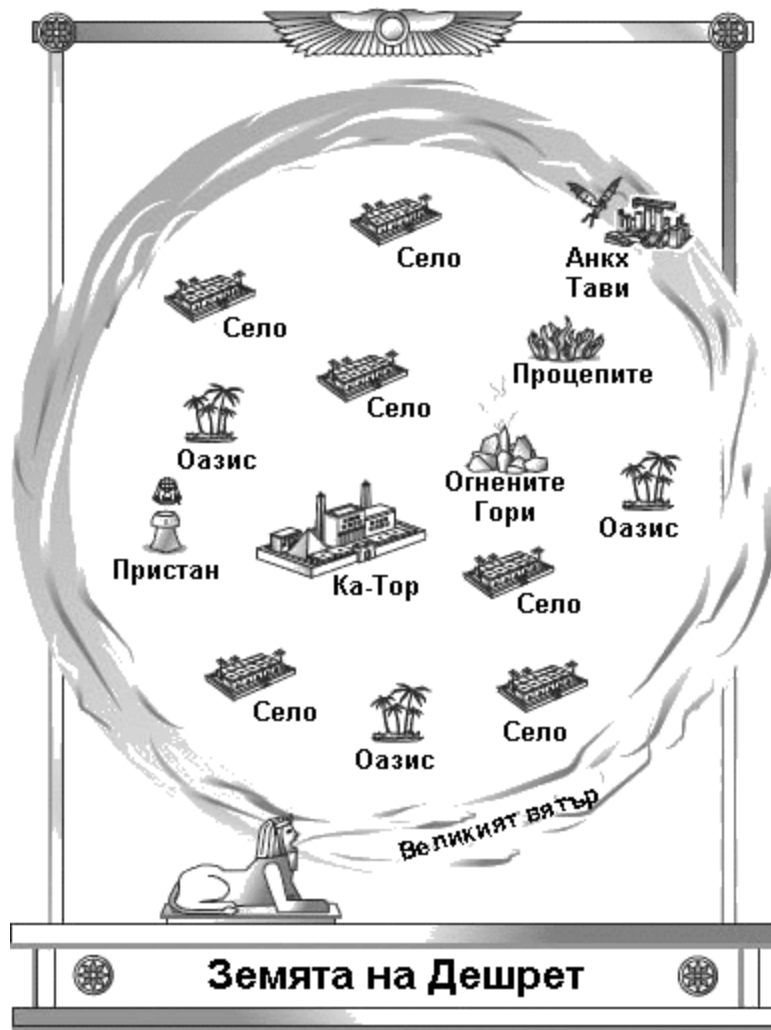 Село
Анкх
Тави
Село
Процепите
Село
Оазис
Огнените
Гори
Оазис
Пристан
Ка-Тор
Село
Село
Село
Оазис
Великият вятър
Земята на Дешрет